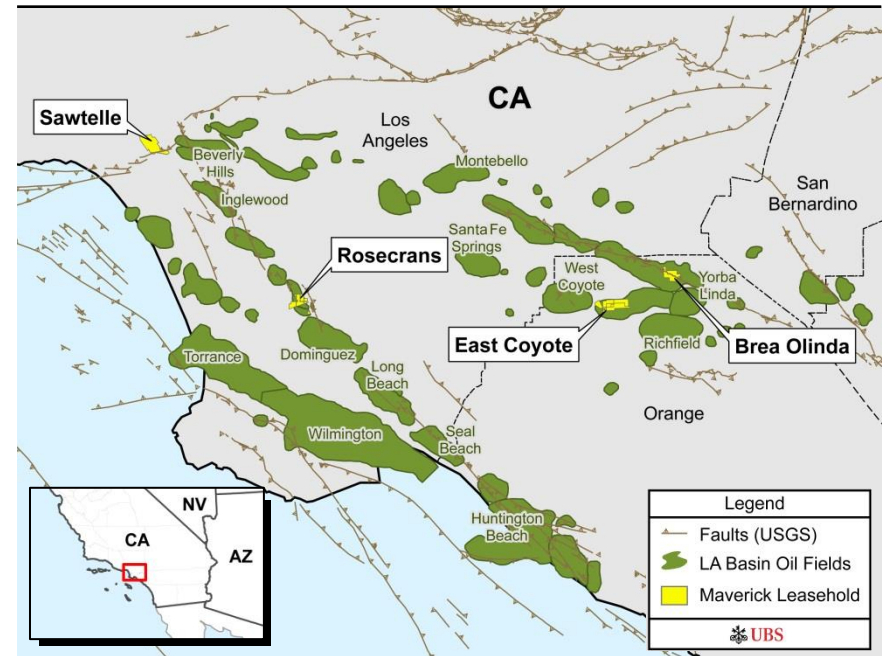 CA
Los
Angeles
Sawtelle
Beverly
Hills
Montebello
Inglewood
San
Bernardino
Santa Fe
Springs
Rosecrans
West
Coyote
Yorba
Linda
East Coyote
Richfield
Brea Olinda
Torrance
Dominguez
Long
Beach
Orange
Wilmington
Seal
Beach
Huntington
Beach
NV
CA
AZ
Legend
Faults (USGS)
LA Basin Oil Fields
Maverick Leasehold
UBS